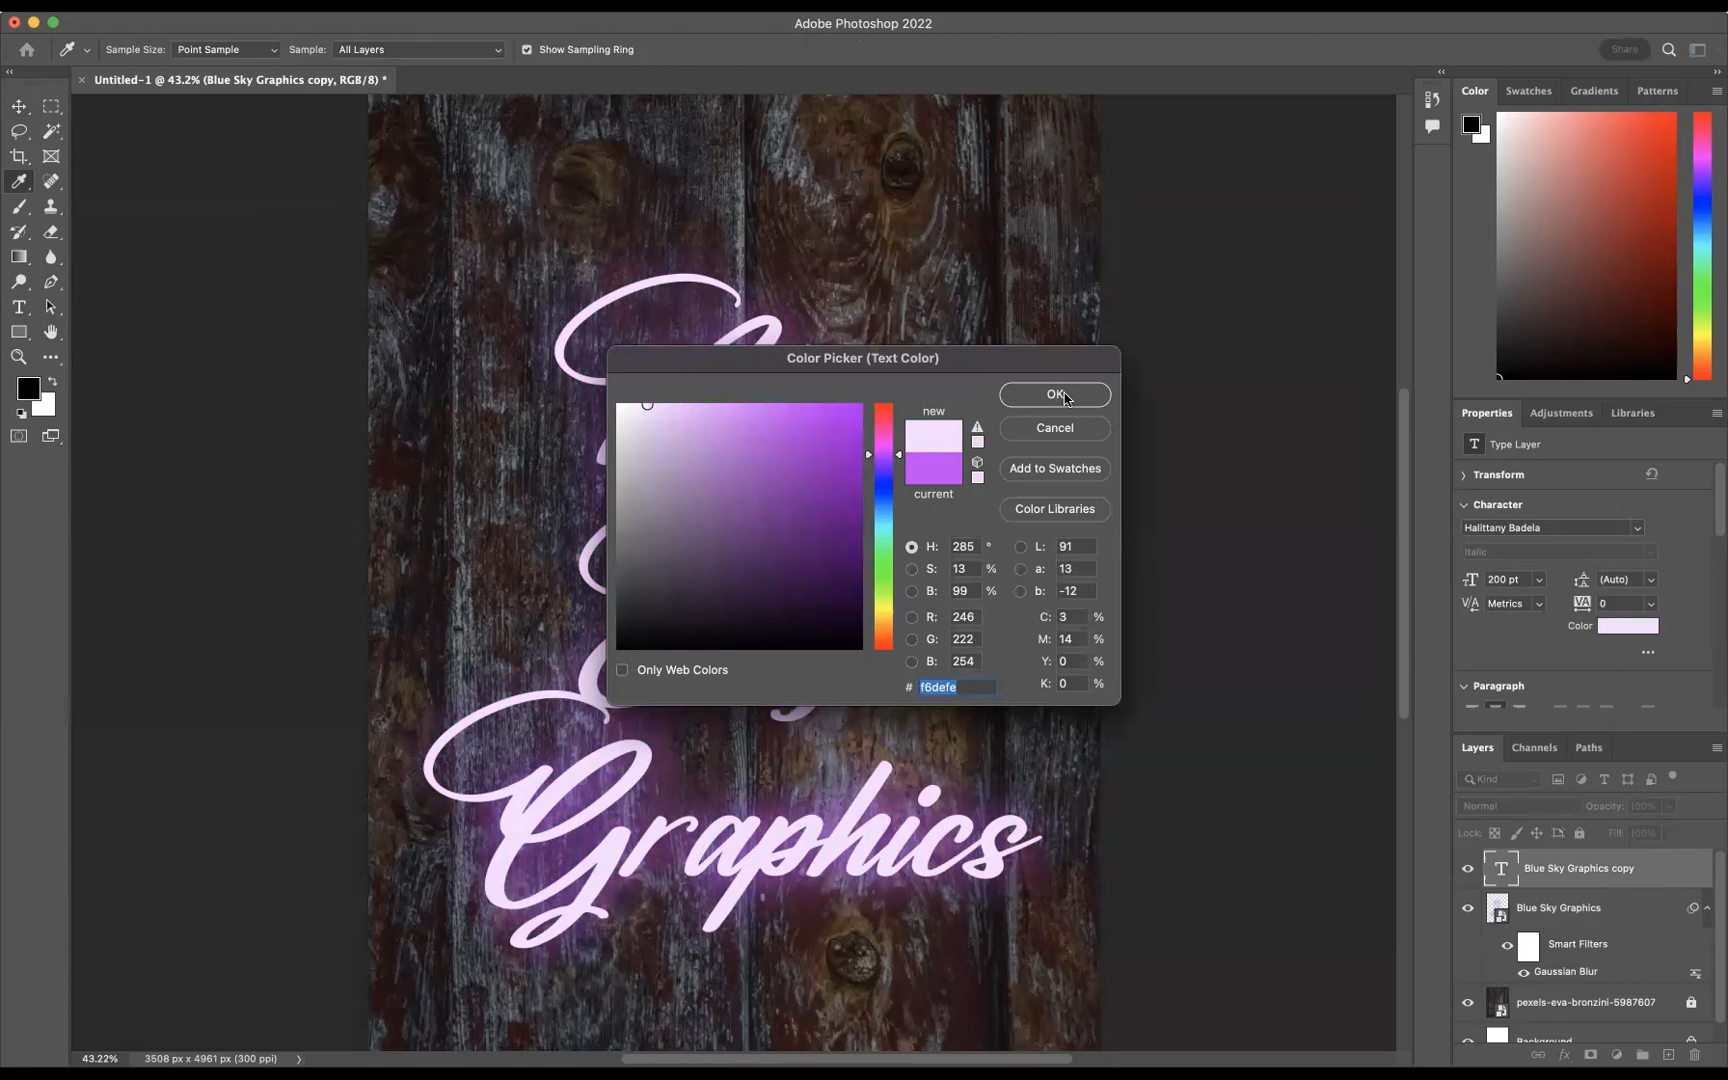 Adobe Photoshop 2022
Sample Size: Point Sample Sample: All Layers Show Sampling Ring Share
Untitled-1 @ 43.2% (Blue Sky Graphics copy, RGB/8) *
Color Swatches Gradients Patterns
Color Picker (Text Color)
new
current
OK
Cancel
Add to Swatches
Color Libraries
H: 285 °
S: 13 %
B: 99 %
R: 246
G: 222
B: 254
# f6defe
L: 91
a: 13
b: -12
C: 3 %
M: 14 %
Y: 0 %
K: 0 %
Only Web Colors
Graphics
Properties Adjustments Libraries
T Type Layer
Transform
Character
Halittany Badela
Italic
200 pt (Auto)
Metrics 0
Color
Paragraph
Layers Channels Paths
Kind
Normal Opacity: 100%
Lock: Fill: 100%
T Blue Sky Graphics copy
Blue Sky Graphics
Smart Filters
Gaussian Blur
pexels-eva-bronzini-5987607
Background
43.22% 3508 px x 4961 px (300 ppi)